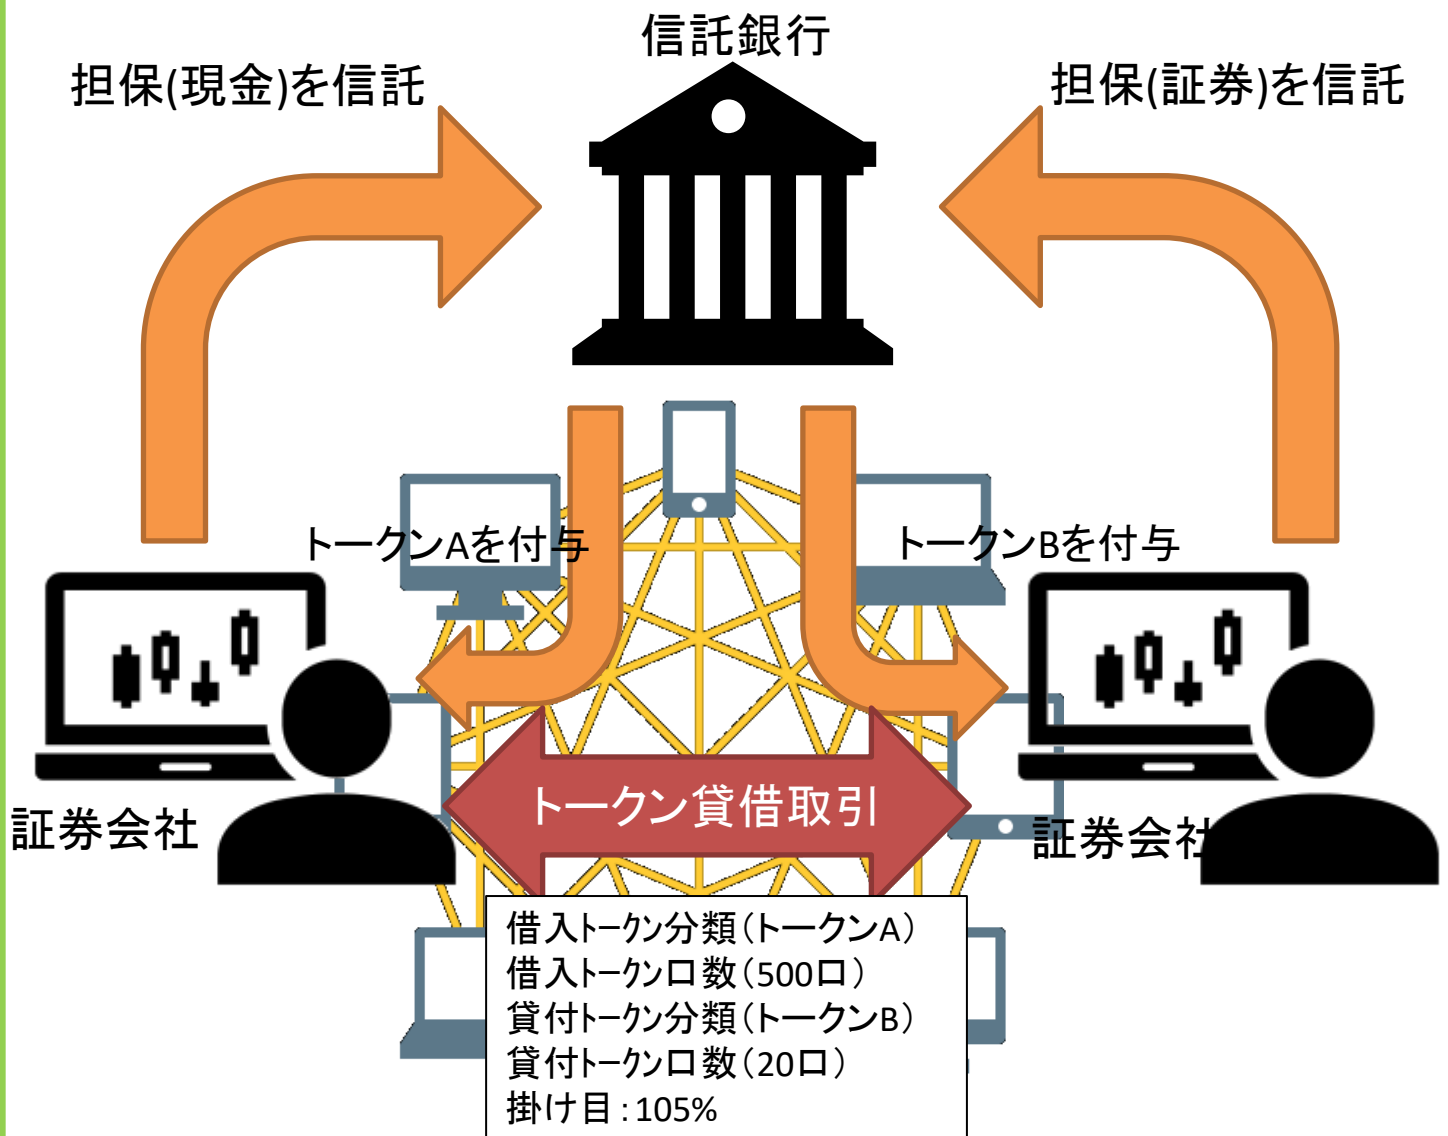 信託銀行
担保(現金)を信託
担保(証券)を信託
トークンAを付与
トークンBを付与
トークン貸借取引
証券会社
証券会社
借入トークン分類(トークンA)
借入トークン口数(500口)
貸付トークン分類(トークンB)
貸付トークン口数(20口)
掛け目:105%